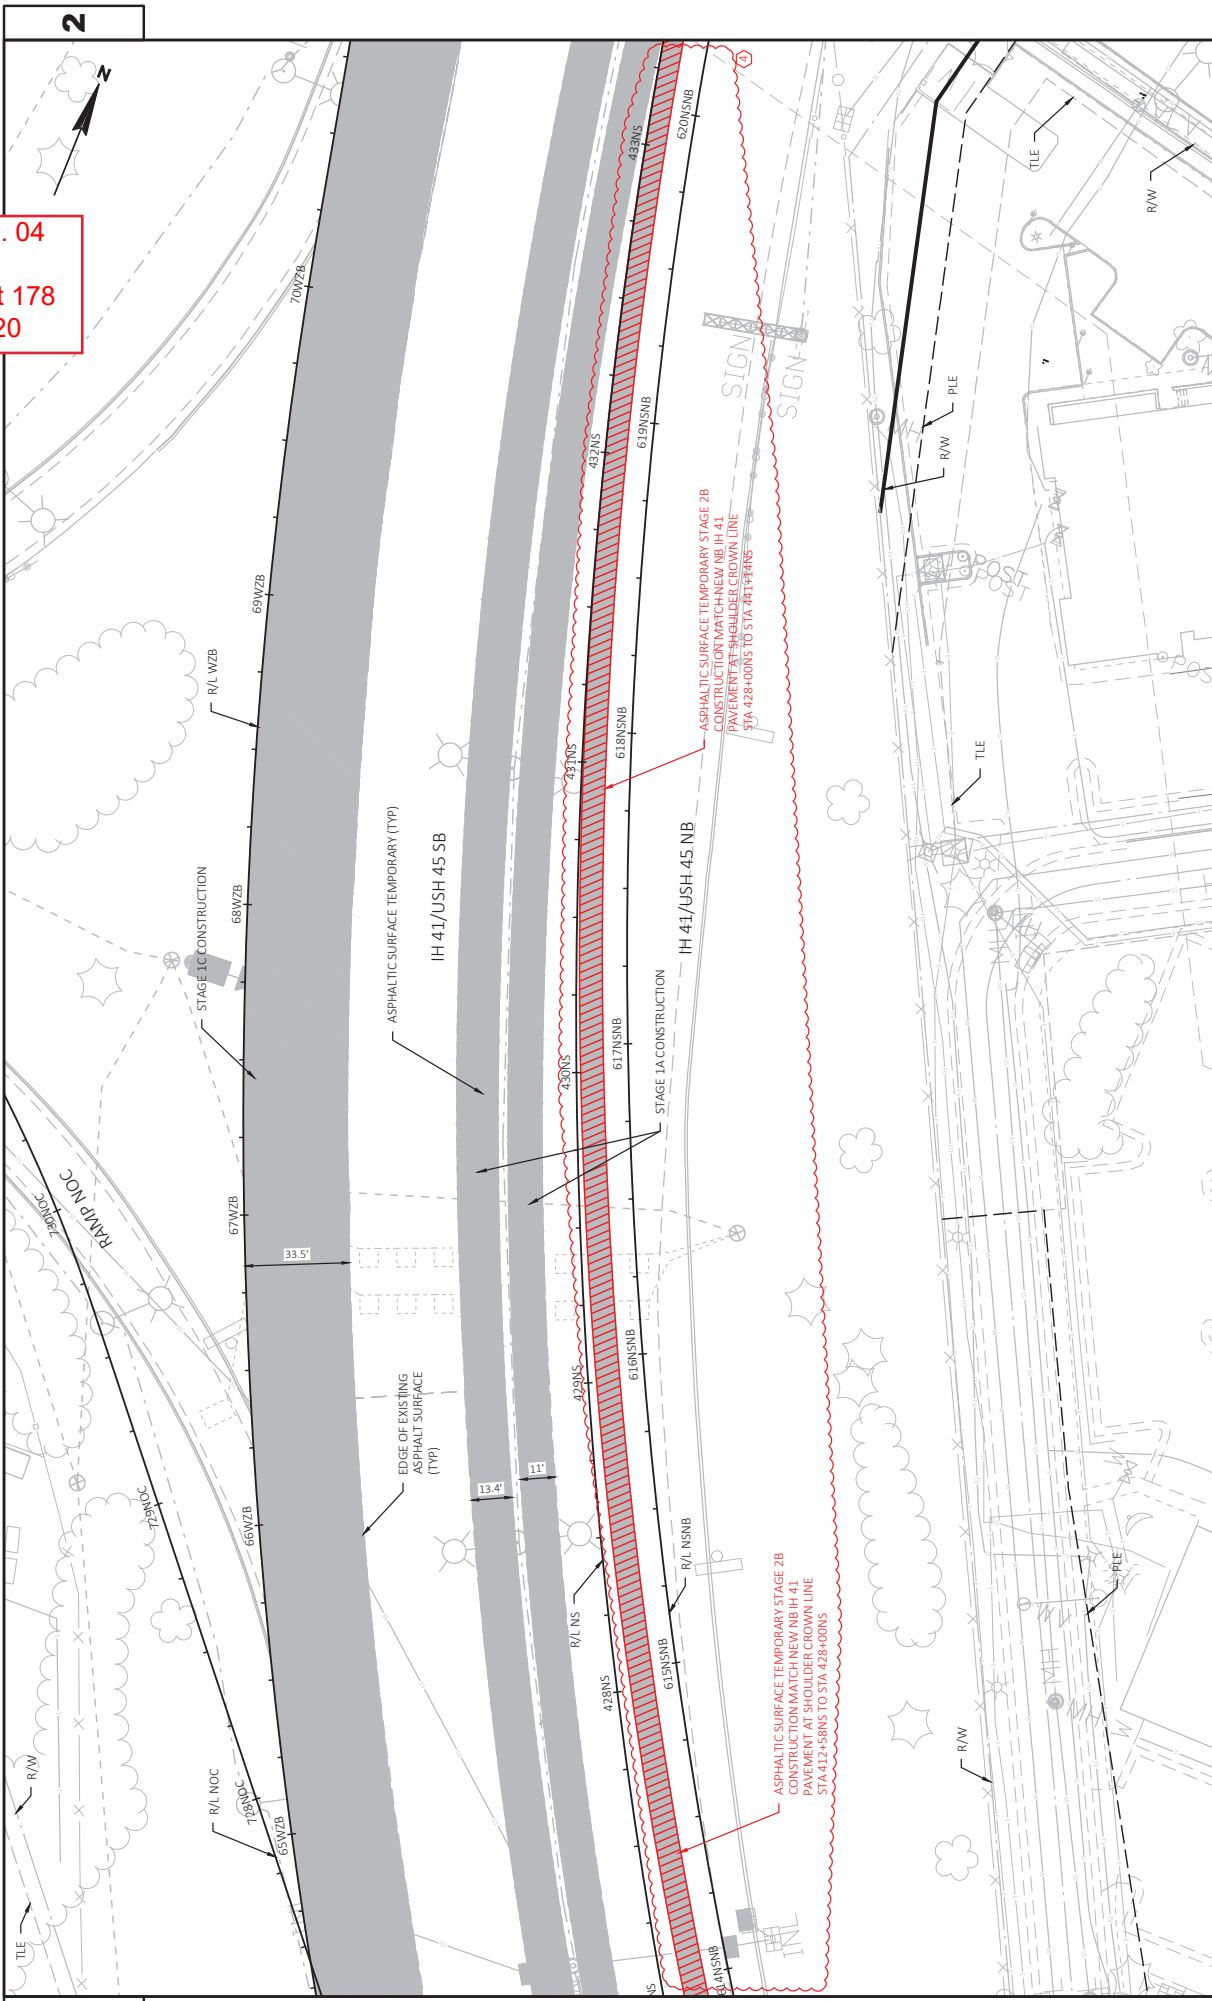 2
N
. 04
t 178
20
4
620NSNB
433NS
TLE
R/W
70WZB
SIGN
SIGN
PLE
R/W
619NSNB
432NS
69WZB
R/L WZB
ASPHALTIC SURFACE TEMPORARY STAGE 2B
CONSTRUCTION MATCH NEW NB IH 41
PAVEMENT AT SHOULDER CROWN LINE
STA 428+00NS TO STA 441+14NS
POST
618NSNB
431NS
TLE
ASPHALTIC SURFACE TEMPORARY (TYP)
IH 41/USH 45 SB
IH 41/USH 45 NB
68WZB
STAGE 1C CONSTRUCTION
STAGE 1A CONSTRUCTION
617NSNB
430NS
RAMP NOC
730NOC
67WZB
33.5'
616NSNB
429NS
EDGE OF EXISTING
ASPHALT SURFACE
(TYP)
13.4'
11'
729NOC
66WZB
R/L NS
R/L NSNB
PLE
ASPHALTIC SURFACE TEMPORARY STAGE 2B
CONSTRUCTION MATCH NEW NB IH 41
PAVEMENT AT SHOULDER CROWN LINE
STA 412+58NS TO STA 428+00NS
615NSNB
428NS
MH
R/W
R/W
R/L NOC
728NOC
65WZB
TLE
INL
614NSNB
NS